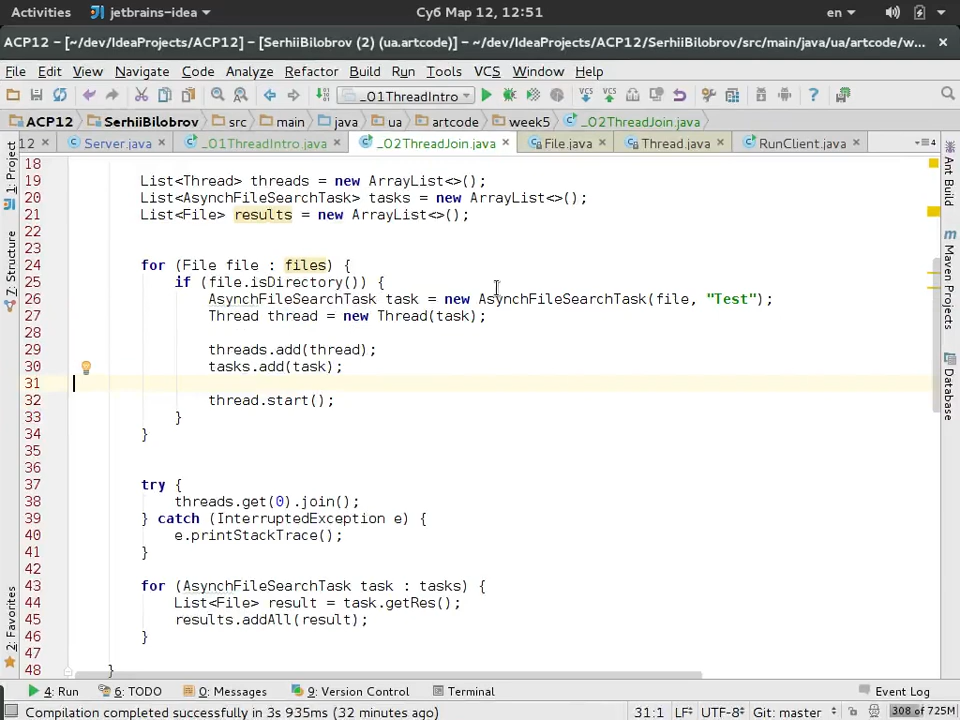 Activities jetbrains-idea Суб Мар 12, 12:51 en
ACP12 – [~/dev/IdeaProjects/ACP12] – [SerhiiBilobrov (2) (ua.artcode)] – ~/dev/IdeaProjects/ACP12/SerhiiBilobrov/src/main/java/ua/artcode/w...
File Edit View Navigate Code Analyze Refactor Build Run Tools VCS Window Help
_01ThreadIntro VCS VCS
ACP12 SerhiiBilobrov src main java ua artcode week5 _02ThreadJoin.java
12 Server.java _01ThreadIntro.java _02ThreadJoin.java File.java Thread.java RunClient.java
1: Project
7: Structure
2: Favorites
18
19 List<Thread> threads = new ArrayList<>();
20 List<AsynchFileSearchTask> tasks = new ArrayList<>();
21 List<File> results = new ArrayList<>();
22
23
24 for (File file : files) {
25 if (file.isDirectory()) {
26 AsynchFileSearchTask task = new AsynchFileSearchTask(file, "Test");
27 Thread thread = new Thread(task);
28
29 threads.add(thread);
30 tasks.add(task);
31
32 thread.start();
33 }
34 }
35
36
37 try {
38 threads.get(0).join();
39 } catch (InterruptedException e) {
40 e.printStackTrace();
41 }
42
43 for (AsynchFileSearchTask task : tasks) {
44 List<File> result = task.getRes();
45 results.addAll(result);
46 }
47
48 }
Ant Build
Maven Projects
Database
4: Run 6: TODO 0: Messages 9: Version Control Terminal Event Log
Compilation completed successfully in 3s 935ms (32 minutes ago) 31:1 LF UTF-8 Git: master 308 of 725M